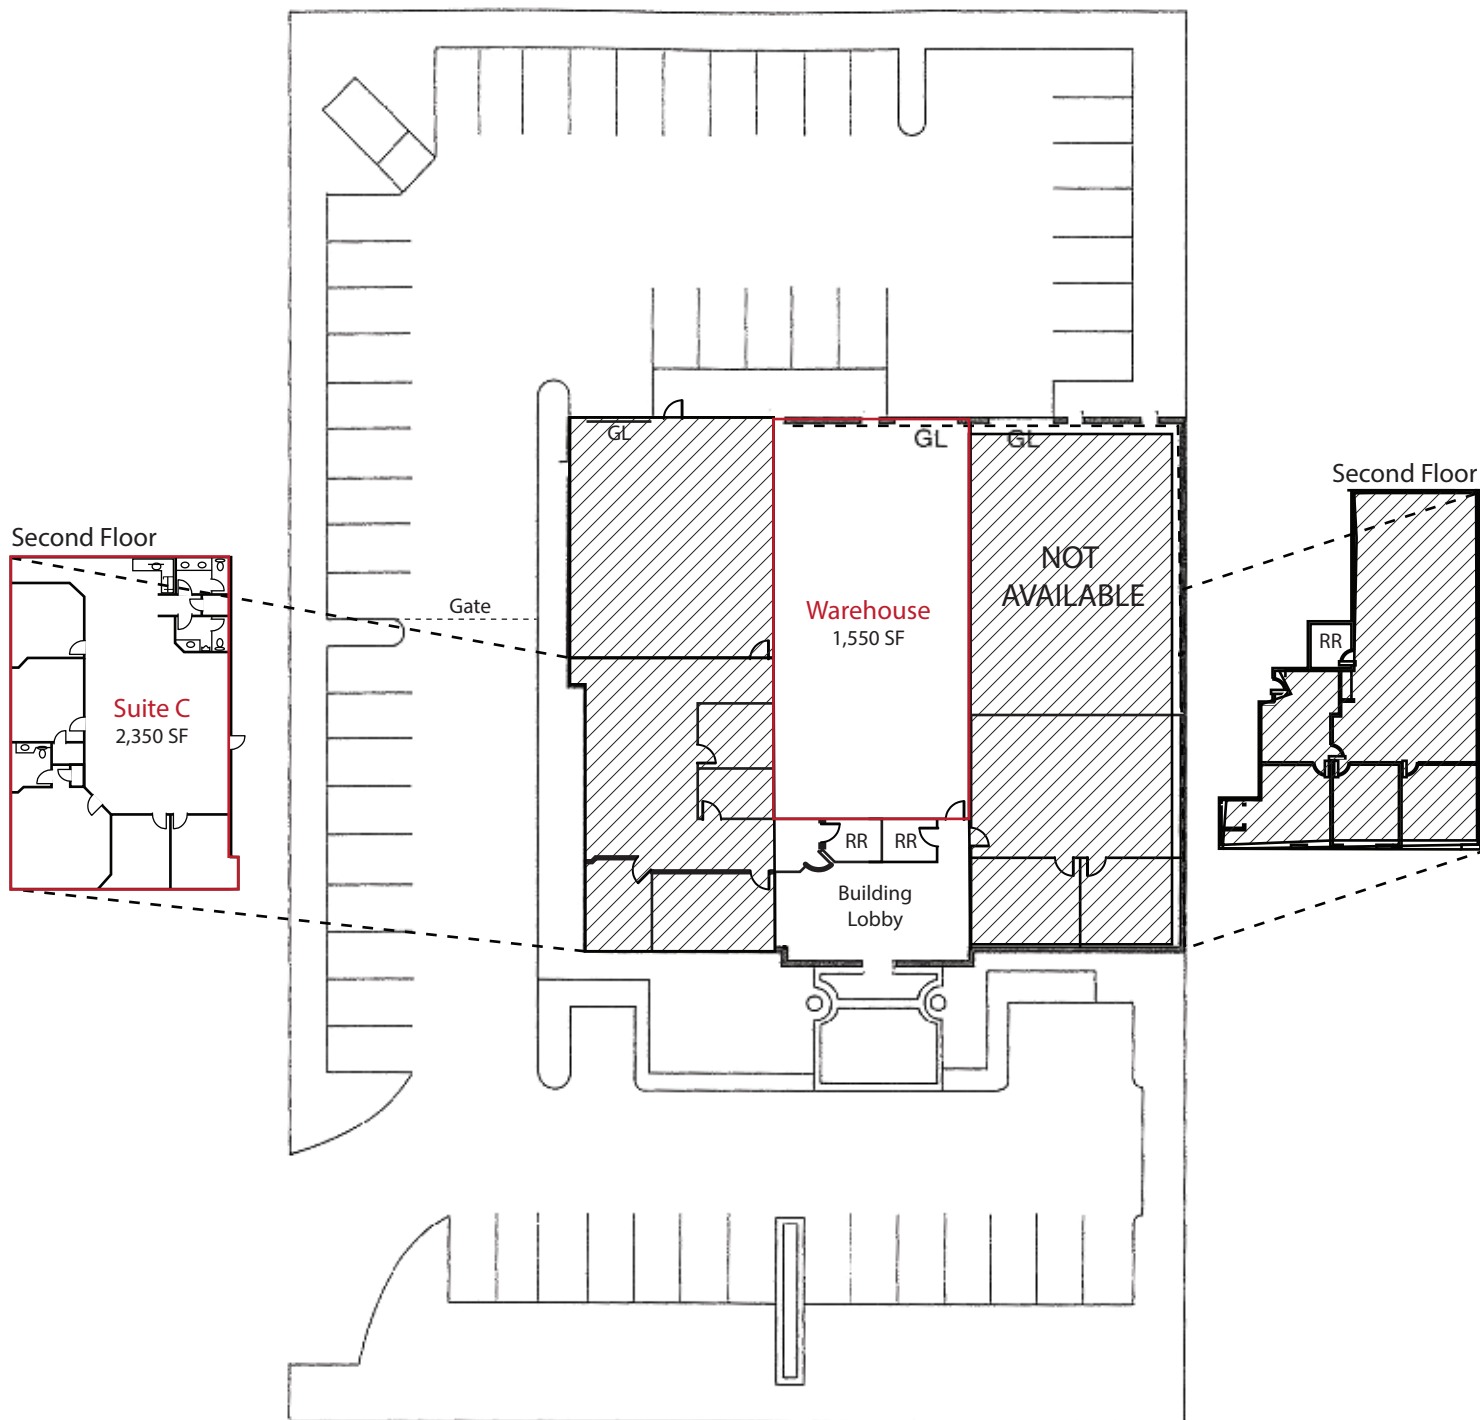 GL
GL
GL
Second Floor
Second Floor
NOT
AVAILABLE
Gate
Warehouse
1,550 SF
RR
Suite C
2,350 SF
RR
RR
Building
Lobby